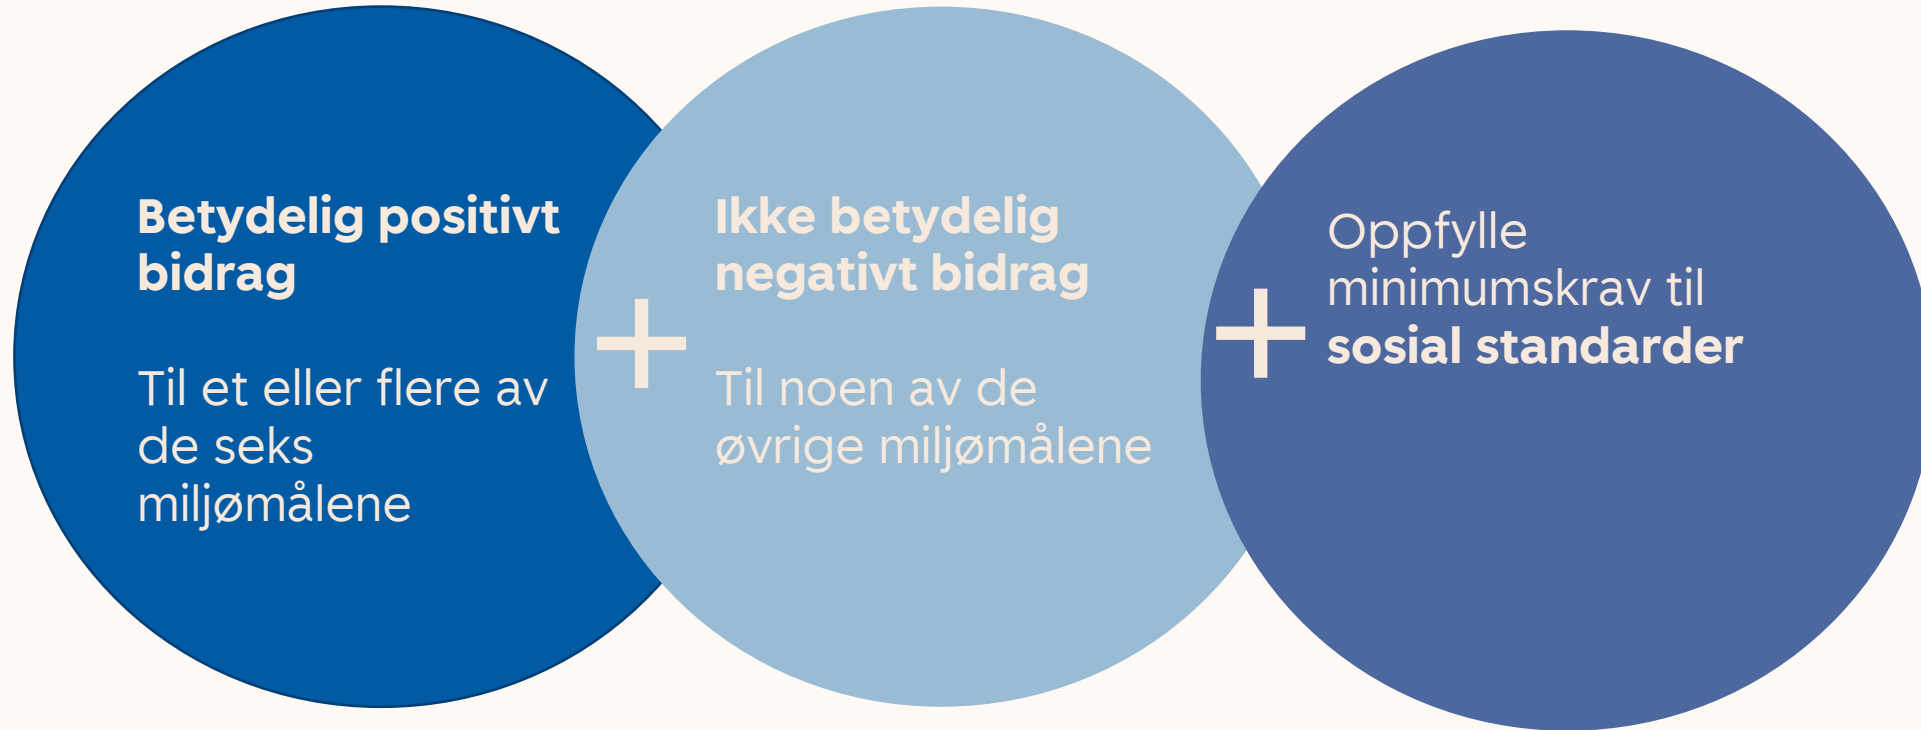 Betydelig positivt
bidrag
Til et eller flere av
de seks
miljømålene
+
Ikke betydelig
negativt bidrag
Til noen av de
øvrige miljømålene
+
Oppfylle
minimumskrav til
sosial standarder